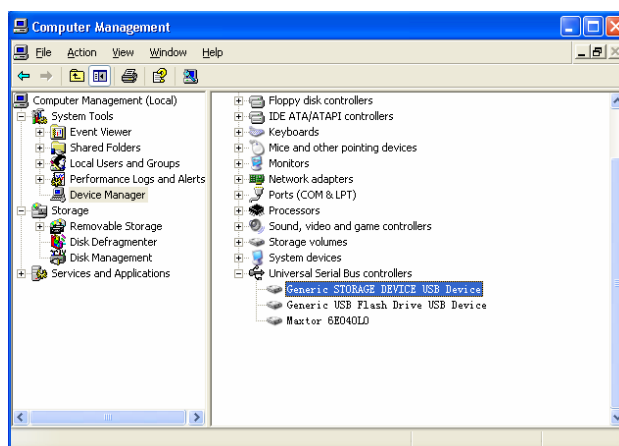 Computer Management
File Action View Window Help
Computer Management (Local)
System Tools
Event Viewer
Shared Folders
Local Users and Groups
Performance Logs and Alerts
Device Manager
Storage
Removable Storage
Disk Defragmenter
Disk Management
Services and Applications
Floppy disk controllers
IDE ATA/ATAPI controllers
Keyboards
Mice and other pointing devices
Monitors
Network adapters
Ports (COM & LPT)
Processors
Sound, video and game controllers
Storage volumes
System devices
Universal Serial Bus controllers
Generic STORAGE DEVICE USB Device
Generic USB Flash Drive USB Device
Maxtor 6E040L0